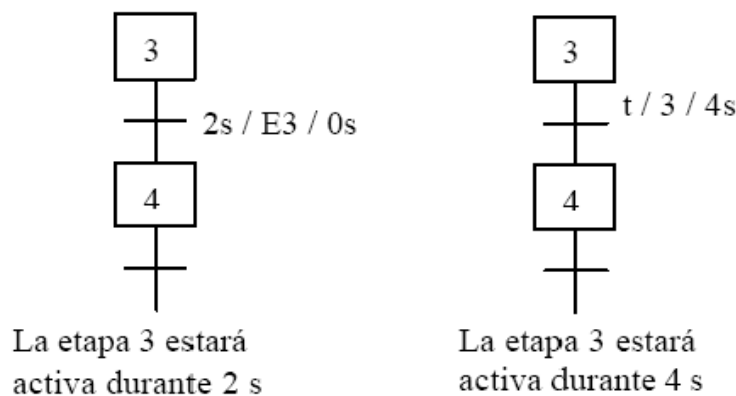 3
2s / E3 / 0s
4
La etapa 3 estará
activa durante 2 s
3
t / 3 / 4s
4
La etapa 3 estará
activa durante 4 s